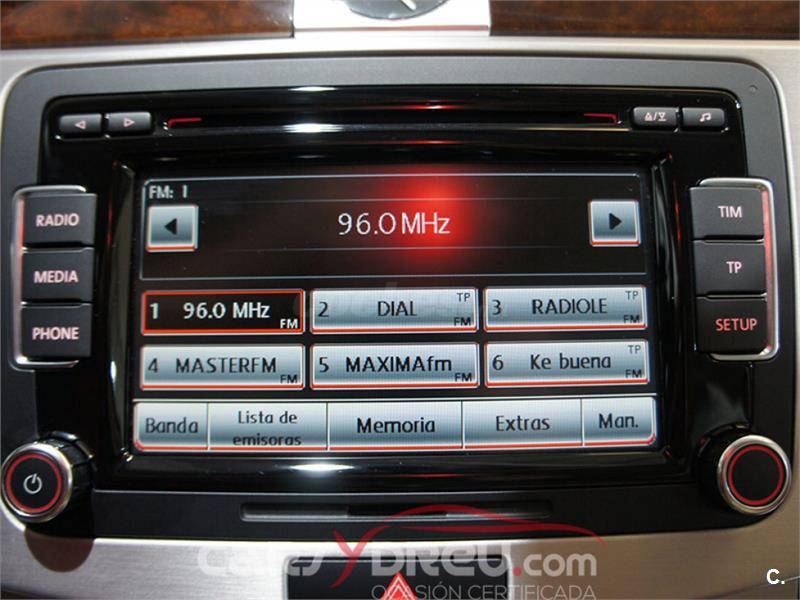 FM: 1
96.0 MHz
RADIO
MEDIA
PHONE
TIM
TP
SETUP
1 96.0 MHz FM
2 DIAL TP FM
3 RADIOLE TP FM
4 MASTERFM FM
5 MAXIMAfm FM
6 Ke buena TP FM
Banda
Lista de
emisoras
Memoria
Extras
Man.
OCASIÓN CERTIFICADA
C.